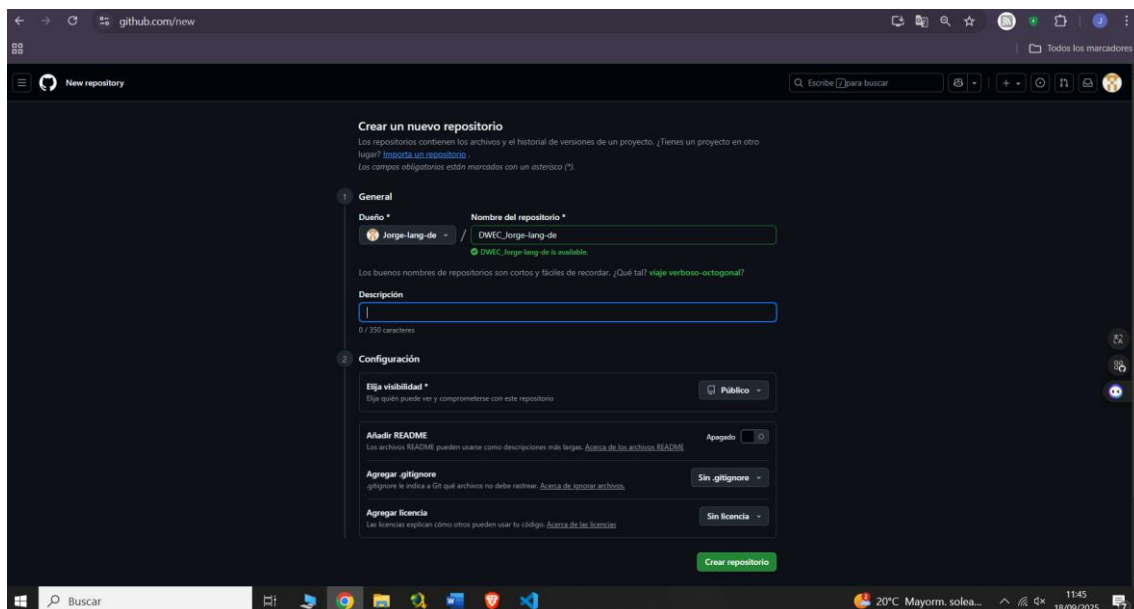 github.com/new
Todos los marcadores
New repository
Escribe / para buscar
Crear un nuevo repositorio
Los repositorios contienen los archivos y el historial de versiones de un proyecto. ¿Tienes un proyecto en otro
lugar? Importa un repositorio .
Los campos obligatorios están marcados con un asterisco (*).
1 General
Dueño * Nombre del repositorio *
Jorge-lang-de / DWEC_Jorge-lang-de
DWEC_Jorge-lang-de is available.
Los buenos nombres de repositorios son cortos y fáciles de recordar. ¿Qué tal? viaje verboso-octogonal?
Descripción
0 / 350 caracteres
2 Configuración
Elija visibilidad * Público
Elija quién puede ver y comprometerse con este repositorio
Añadir README Apagado
Los archivos README pueden usarse como descripciones más largas. Acerca de los archivos README
Agregar .gitignore Sin .gitignore
.gitignore le indica a Git qué archivos no debe rastrear. Acerca de ignorar archivos.
Agregar licencia Sin licencia
Las licencias explican cómo otros pueden usar tu código. Acerca de las licencias
Crear repositorio
Buscar
20°C Mayorm. solea...
11:45
18/09/2025